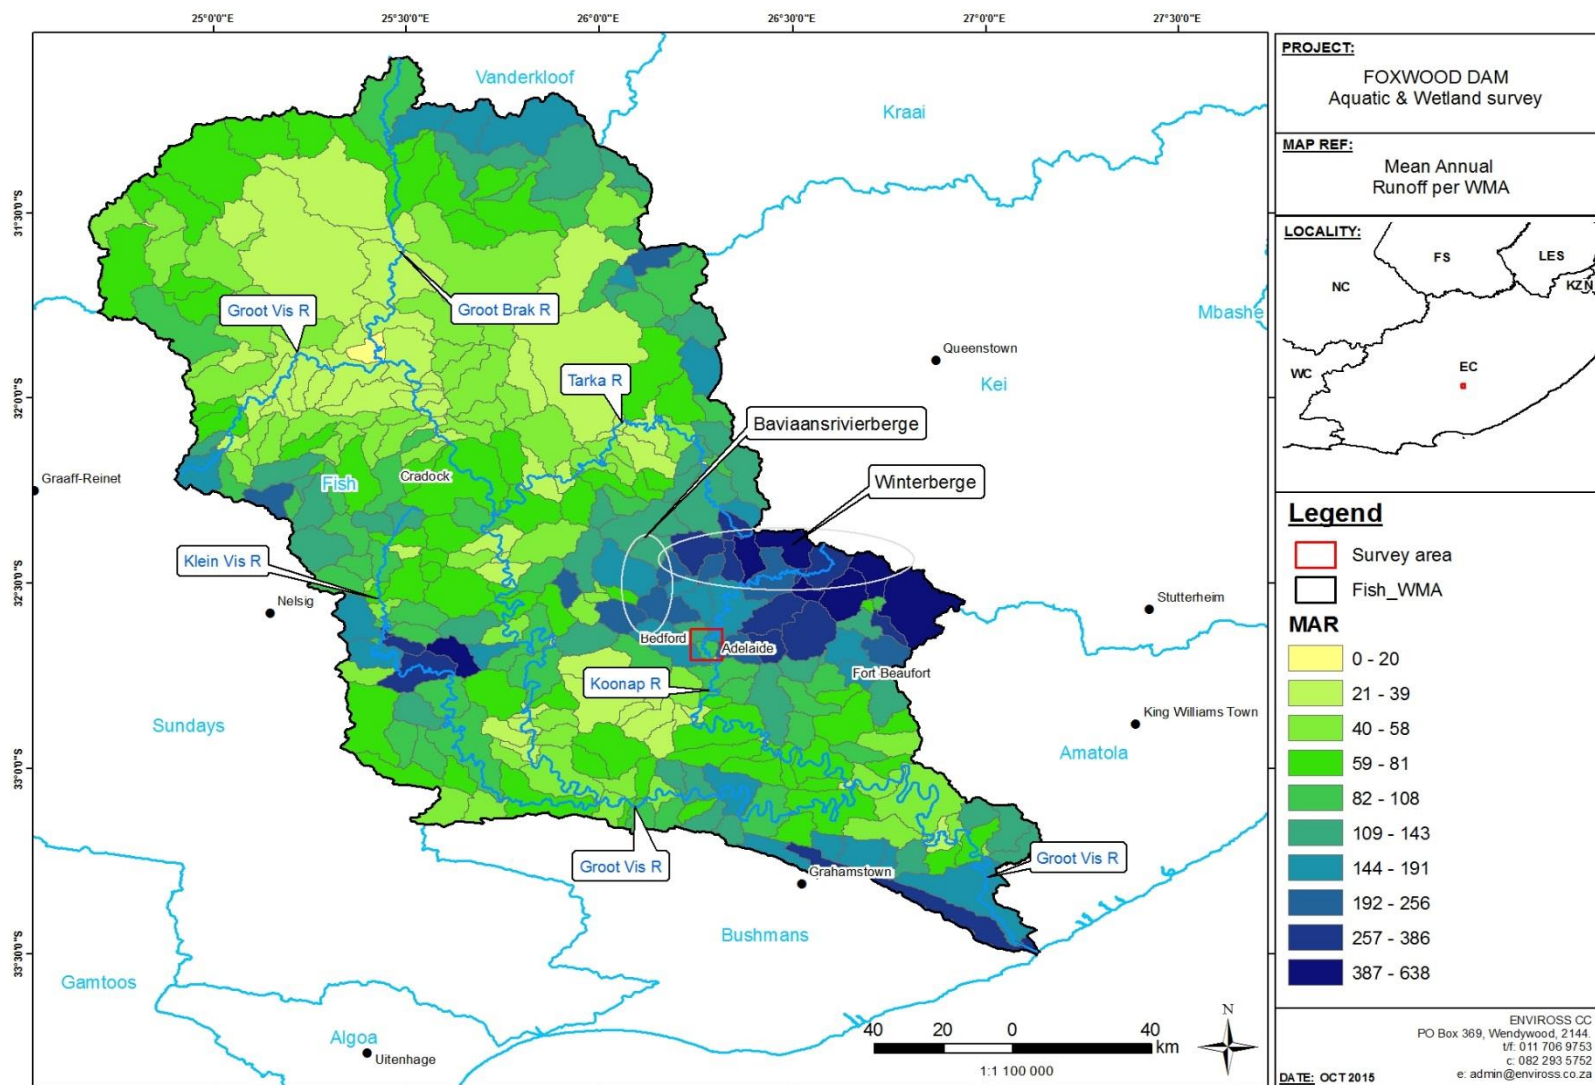 25°0'0"E
25°30'0"E
26°0'0"E
26°30'0"E
27°0'0"E
27°30'0"E
31°30'0"S
32°0'0"S
32°30'0"S
33°0'0"S
33°30'0"S
Vanderkloof
Kraai
Mbashe
Groot Vis R
Groot Brak R
Queenstown
Kei
Tarka R
Baviaansrivierberge
Graaff-Reinet
Fish
Cradock
Winterberge
Klein Vis R
Nelsig
Stutterheim
Bedford
Adelaide
Koonap R
Fort Beaufort
Sundays
King Williams Town
Amatola
Groot Vis R
Grahamstown
Groot Vis R
Bushmans
Gamtoos
Algoa
Uitenhage
N
40 20 0 40
km
1:1 100 000
PROJECT:
FOXWOOD DAM
Aquatic & Wetland survey
MAP REF:
Mean Annual
Runoff per WMA
LOCALITY:
FS
LES
NC
KZN
EC
WC
Legend
Survey area
Fish_WMA
MAR
0 - 20
21 - 39
40 - 58
59 - 81
82 - 108
109 - 143
144 - 191
192 - 256
257 - 386
387 - 638
ENVIROSS CC
PO Box 369, Wendywood, 2144.
t/f: 011 706 9753
c: 082 293 5752
DATE: OCT 2015 e: admin@enviross.co.za